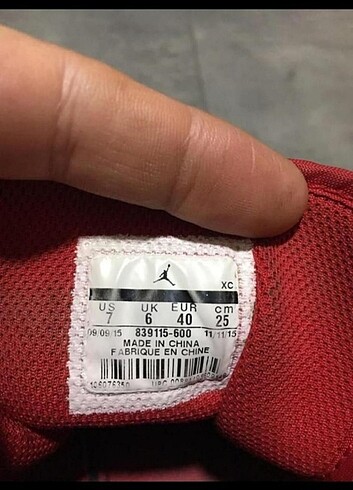 XC
US UK EUR cm
7 6 40 25
09/09/15 839115-600 11/11/15
MADE IN CHINA
FABRIQUE EN CHINE